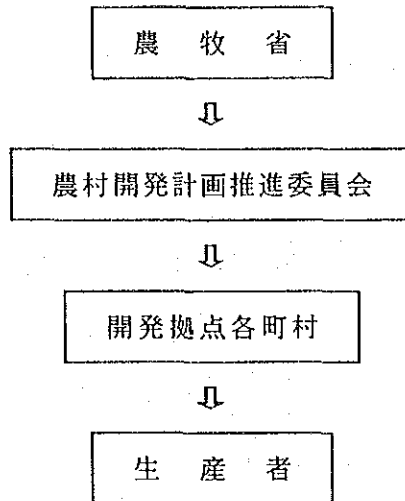 農牧省
農村開発計画推進委員会
開発拠点各町村
生産者